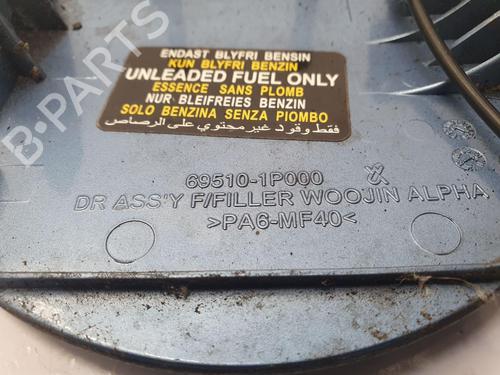 B-PARTS
ENDAST BLYFRI BENSIN
KUN BLYFRI BENZIN
UNLEADED FUEL ONLY
ESSENCE SANS PLOMB
NUR BLEIFREIES BENZIN
SOLO BENZINA SENZA PIOMBO
فقط وقود غير محتوي على الرصاص
69510-1P000
DR ASS'Y F/FILLER WOOJIN ALPHA
>PA6-MF40<